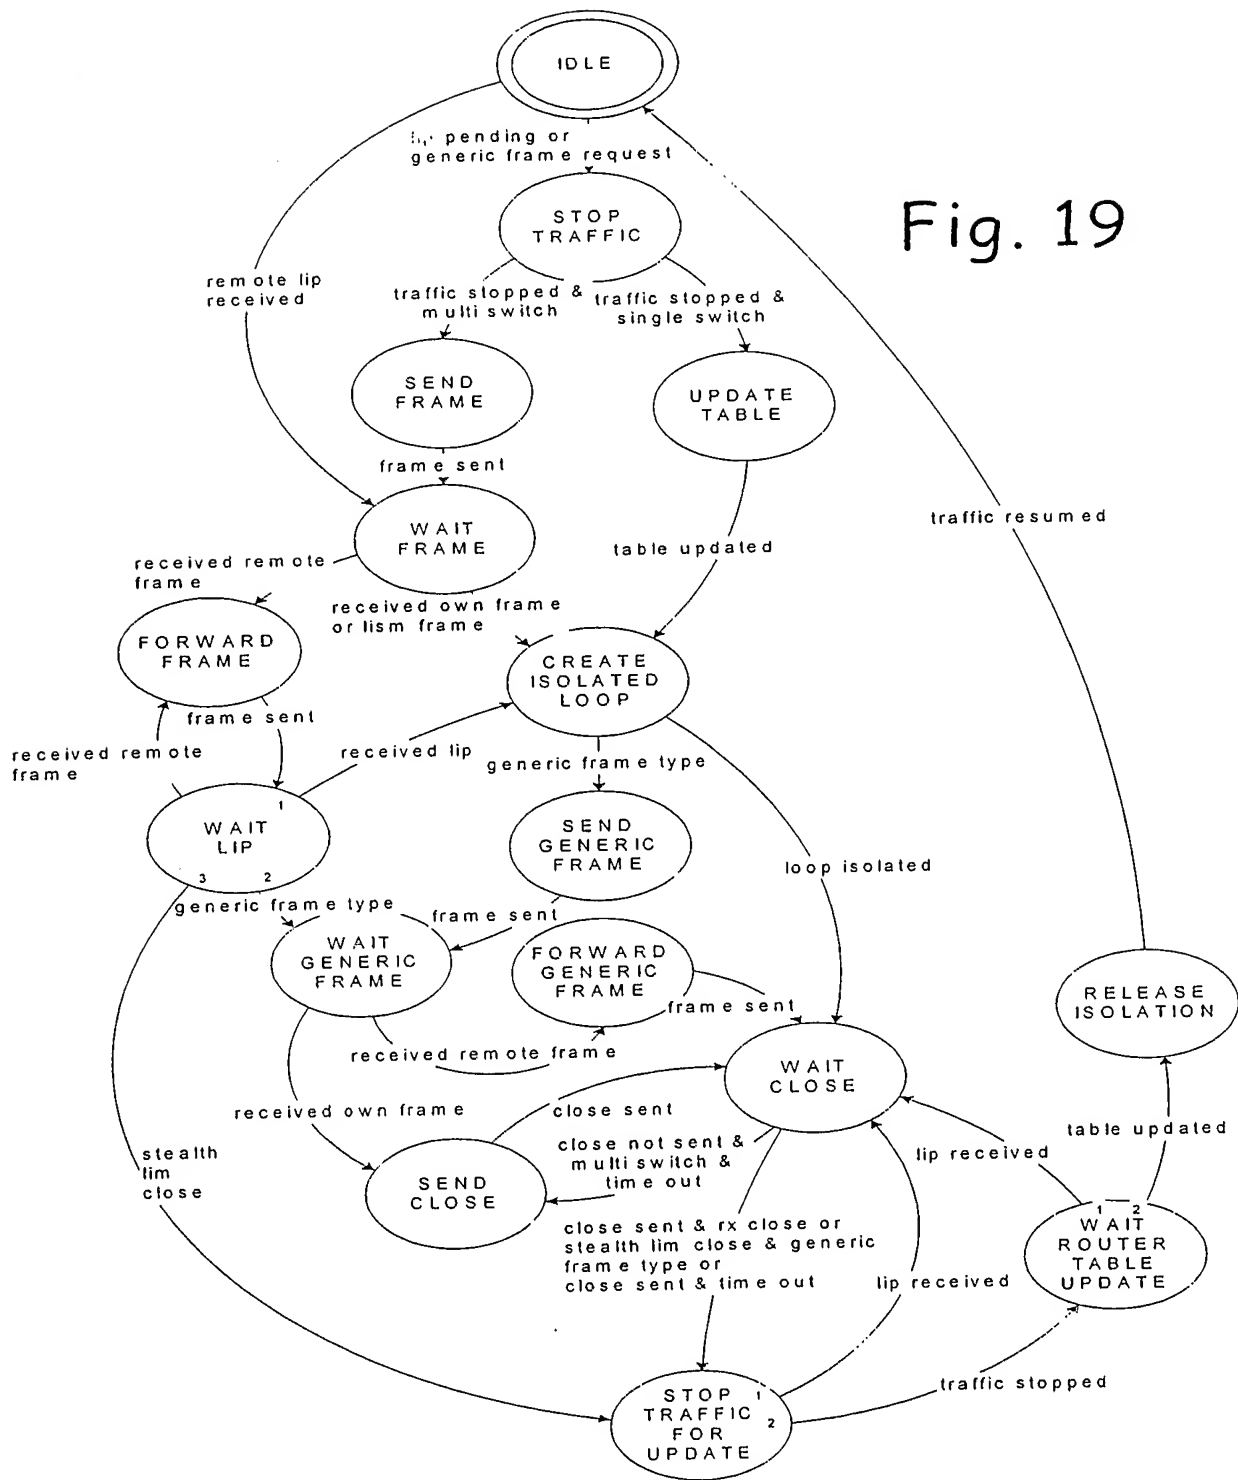 IDLE
pending or
generic frame request
STOP
TRAFFIC
Fig. 19
remote lip
received
traffic stopped &
multi switch
traffic stopped &
single switch
SEND
FRAME
UPDATE
TABLE
frame sent
WAIT
FRAME
traffic resumed
table updated
received remote
frame
received own frame
or lism frame
FORWARD
FRAME
CREATE
ISOLATED
LOOP
frame sent
received remote
frame
received lip
generic frame type
1
WAIT
LIP
3 2
SEND
GENERIC
FRAME
loop isolated
generic frame type
frame sent
WAIT
GENERIC
FRAME
FORWARD
GENERIC
FRAME
frame sent
RELEASE
ISOLATION
received remote frame
WAIT
CLOSE
received own frame
close sent
table updated
close not sent &
multi switch &
time out
lip received
stealth
lim
close
SEND
CLOSE
1 2
WAIT
ROUTER
TABLE
UPDATE
close sent & rx close or
stealth lim close & generic
frame type or
close sent & time out
lip received
traffic stopped
STOP 1
TRAFFIC
2
FOR
UPDATE